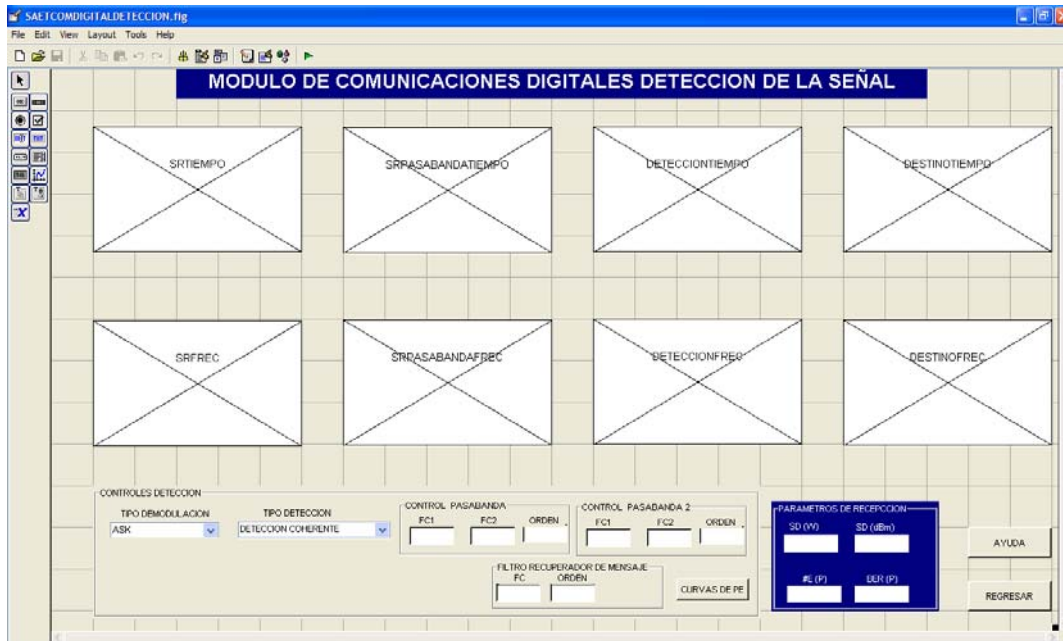 SAETCOMDIGITALDETECCION.fig
File Edit View Layout Tools Help
MODULO DE COMUNICACIONES DIGITALES DETECCION DE LA SEÑAL
SRTIEMPO SRPASABANDATIEMPO DETECCIONTIEMPO DESTINOTIEMPO
SRFREC SRPASABANDAFREC DETECCIONFREC DESTINOFREC
CONTROLES DETECCION
TIPO DEMODULACION TIPO DETECCION
ASK DETECCION COHERENTE
CONTROL PASABANDA
FC1 FC2 ORDEN
CONTROL PASABANDA 2
FC1 FC2 ORDEN
FILTRO RECUPERADOR DE MENSAJE
FC ORDEN
CURVAS DE PE
PARAMETROS DE RECEPCCION
SD (W) SD (dBm)
#E (P) BER (P)
AYUDA
REGRESAR